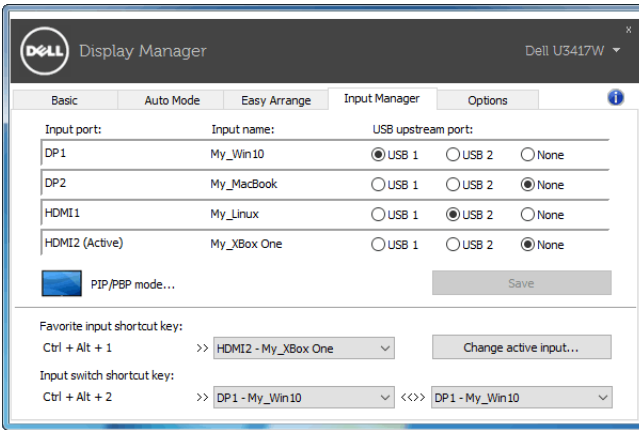 DELL Display Manager Dell U3417W x
Basic Auto Mode Easy Arrange Input Manager Options i
Input port: Input name: USB upstream port:
DP1 My_Win10 USB 1 USB 2 None
DP2 My_MacBook USB 1 USB 2 None
HDMI1 My_Linux USB 1 USB 2 None
HDMI2 (Active) My_XBox One USB 1 USB 2 None
PIP/PBP mode... Save
Favorite input shortcut key:
Ctrl + Alt + 1 >> HDMI2 - My_XBox One Change active input...
Input switch shortcut key:
Ctrl + Alt + 2 >> DP1 - My_Win10 <<>> DP1 - My_Win10